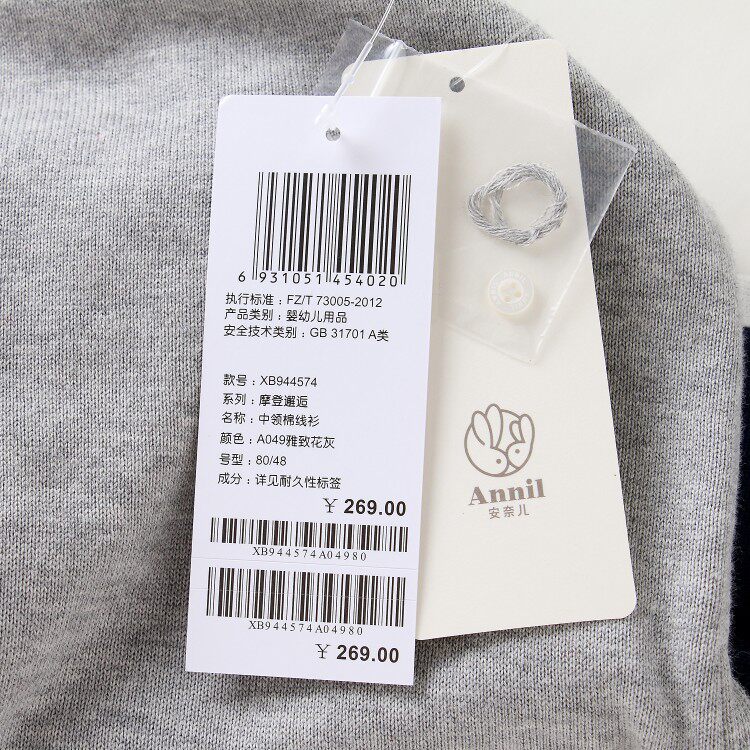 6 931051 454020
执行标准：FZ/T 73005-2012
产品类别：婴幼儿用品
安全技术类别：GB 31701 A类
款号：XB944574
系列：摩登邂逅
名称：中领棉线衫
颜色：A049雅致花灰
号型：80/48
成分：详见耐久性标签
￥ 269.00
XB944574A04980
XB944574A04980
￥ 269.00
Annil
安奈儿